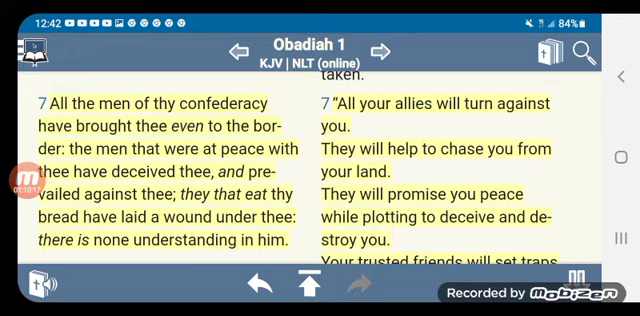 12:42
84%
Obadiah 1
KJV | NLT (online)
taken.
7 All the men of thy confederacy
have brought thee even to the bor-
der: the men that were at peace with
thee have deceived thee, and pre-
vailed against thee; they that eat thy
bread have laid a wound under thee:
there is none understanding in him.
7 “All your allies will turn against
you.
They will help to chase you from
your land.
They will promise you peace
while plotting to deceive and de-
stroy you.
Your trusted friends will set traps
01:10:17
Recorded by mobizen